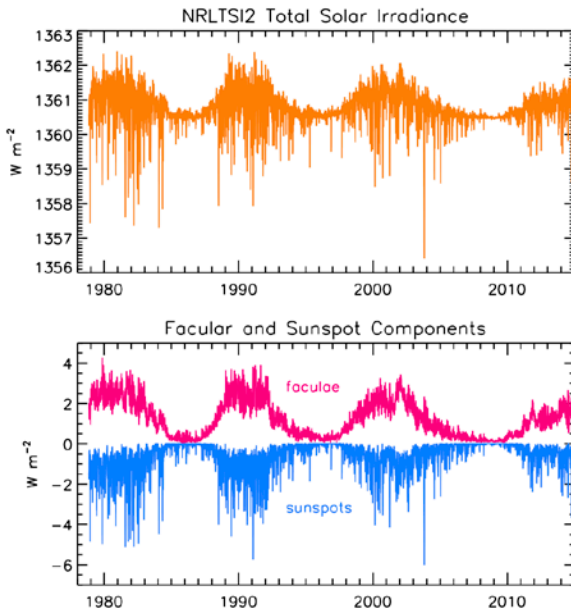 NRLTSI2 Total Solar Irradiance
1363
1362
1361
1360
1359
1358
1357
1356
W m-2
1980 1990 2000 2010
Facular and Sunspot Components
4
2
0
-2
-4
-6
W m-2
faculae
sunspots
1980 1990 2000 2010